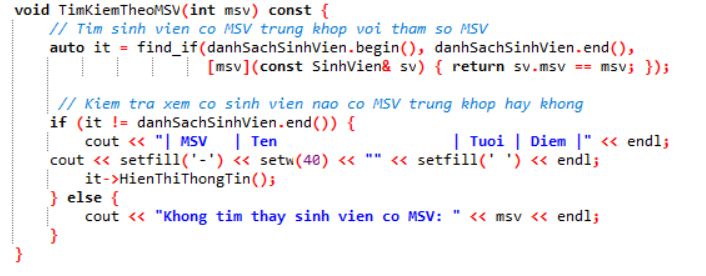 void TimKiemTheoMSV(int msv) const {
    // Tim sinh vien co MSV trung khop voi tham so MSV
    auto it = find_if(danhSachSinhVien.begin(), danhSachSinhVien.end(),
                      [msv](const SinhVien& sv) { return sv.msv == msv; });
     // Kiem tra xem co sinh vien nao co MSV trung khop hay khong
    if (it != danhSachSinhVien.end()) {
        cout << "| MSV   | Ten                    | Tuoi | Diem |" << endl;
    cout << setfill('-') << setw(40) << "" << setfill(' ') << endl;
        it->HienThiThongTin();
    } else {
        cout << "Khong tim thay sinh vien co MSV: " << msv << endl;
    }
}